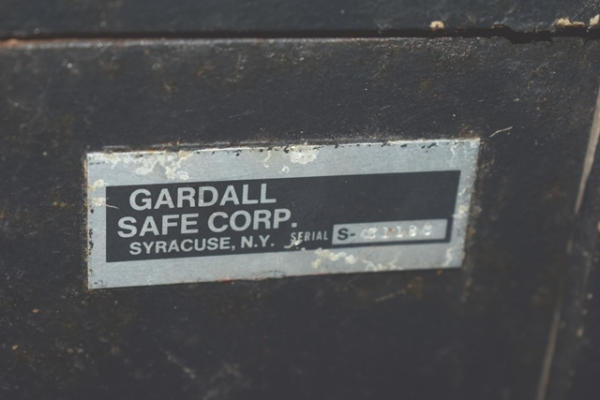 GARDALL
SAFE CORP.
SYRACUSE, N.Y. SERIAL S-